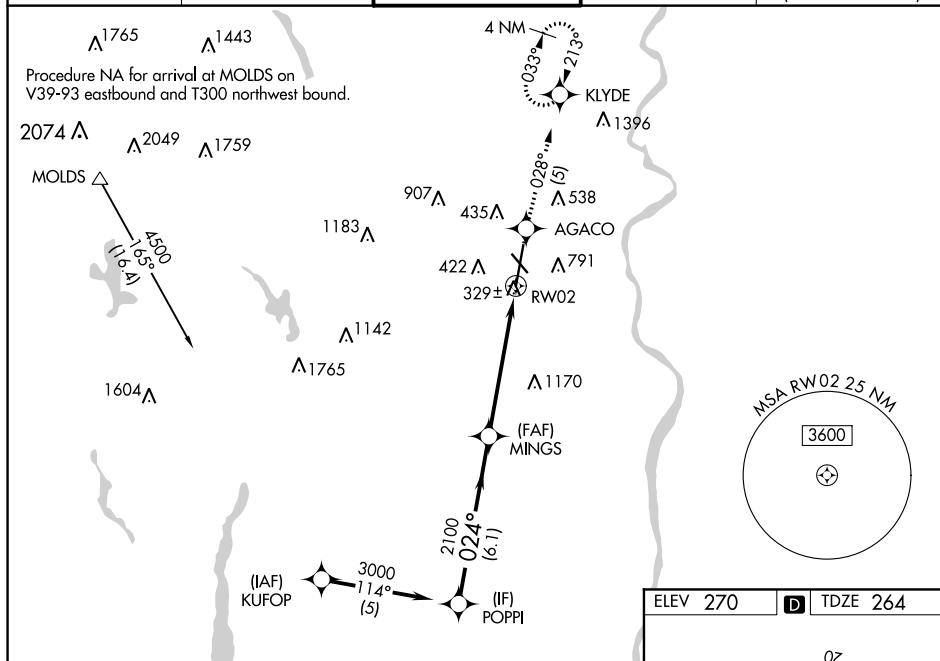 1765
1443
4 NM
033°
213°
Procedure NA for arrival at MOLDS on
V39-93 eastbound and T300 northwest bound.
KLYDE
2074
2049
1759
1396
MOLDS
028°
(5)
907
435
538
1183
AGACO
4500
165°
(16.4)
422
791
329±
RW02
1142
1765
1604
1170
MSA RW02 25 NM
3600
(FAF)
MINGS
2100
024°
(6.1)
(IAF)
KUFOP
3000
114°
(5)
(IF)
POPPI
ELEV 270
D
TDZE 264